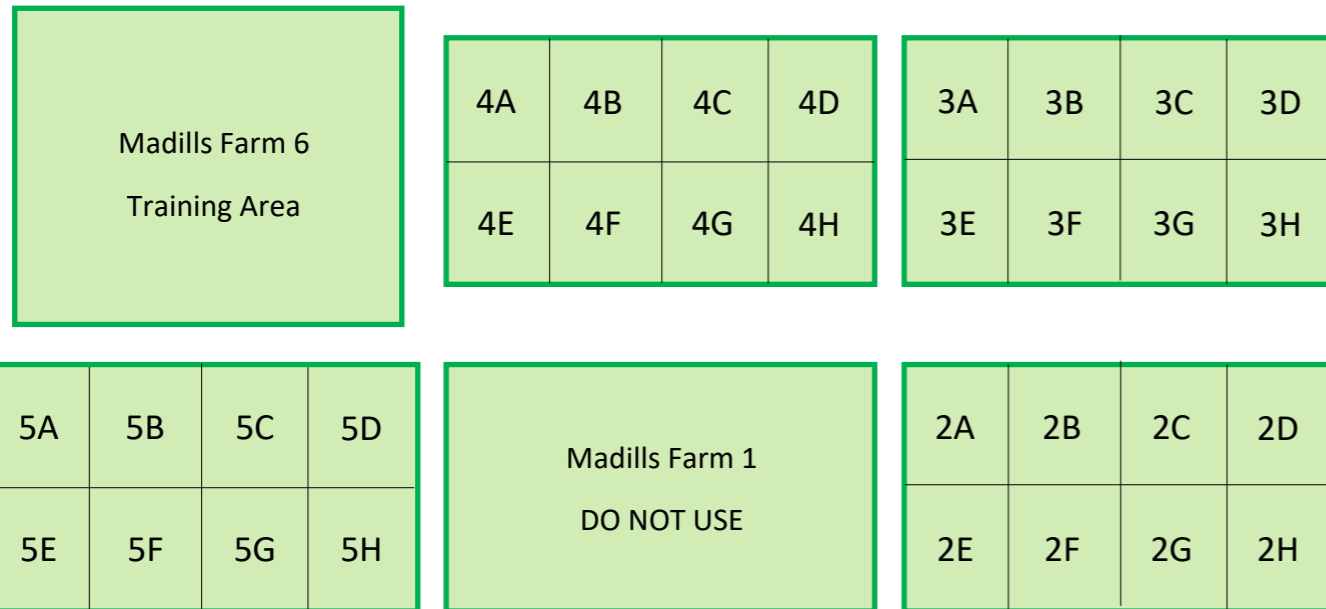 Madills Farm 6
Training Area
4A 4B 4C 4D
4E 4F 4G 4H
3A 3B 3C 3D
3E 3F 3G 3H
5A 5B 5C 5D
5E 5F 5G 5H
Madills Farm 1
DO NOT USE
2A 2B 2C 2D
2E 2F 2G 2H